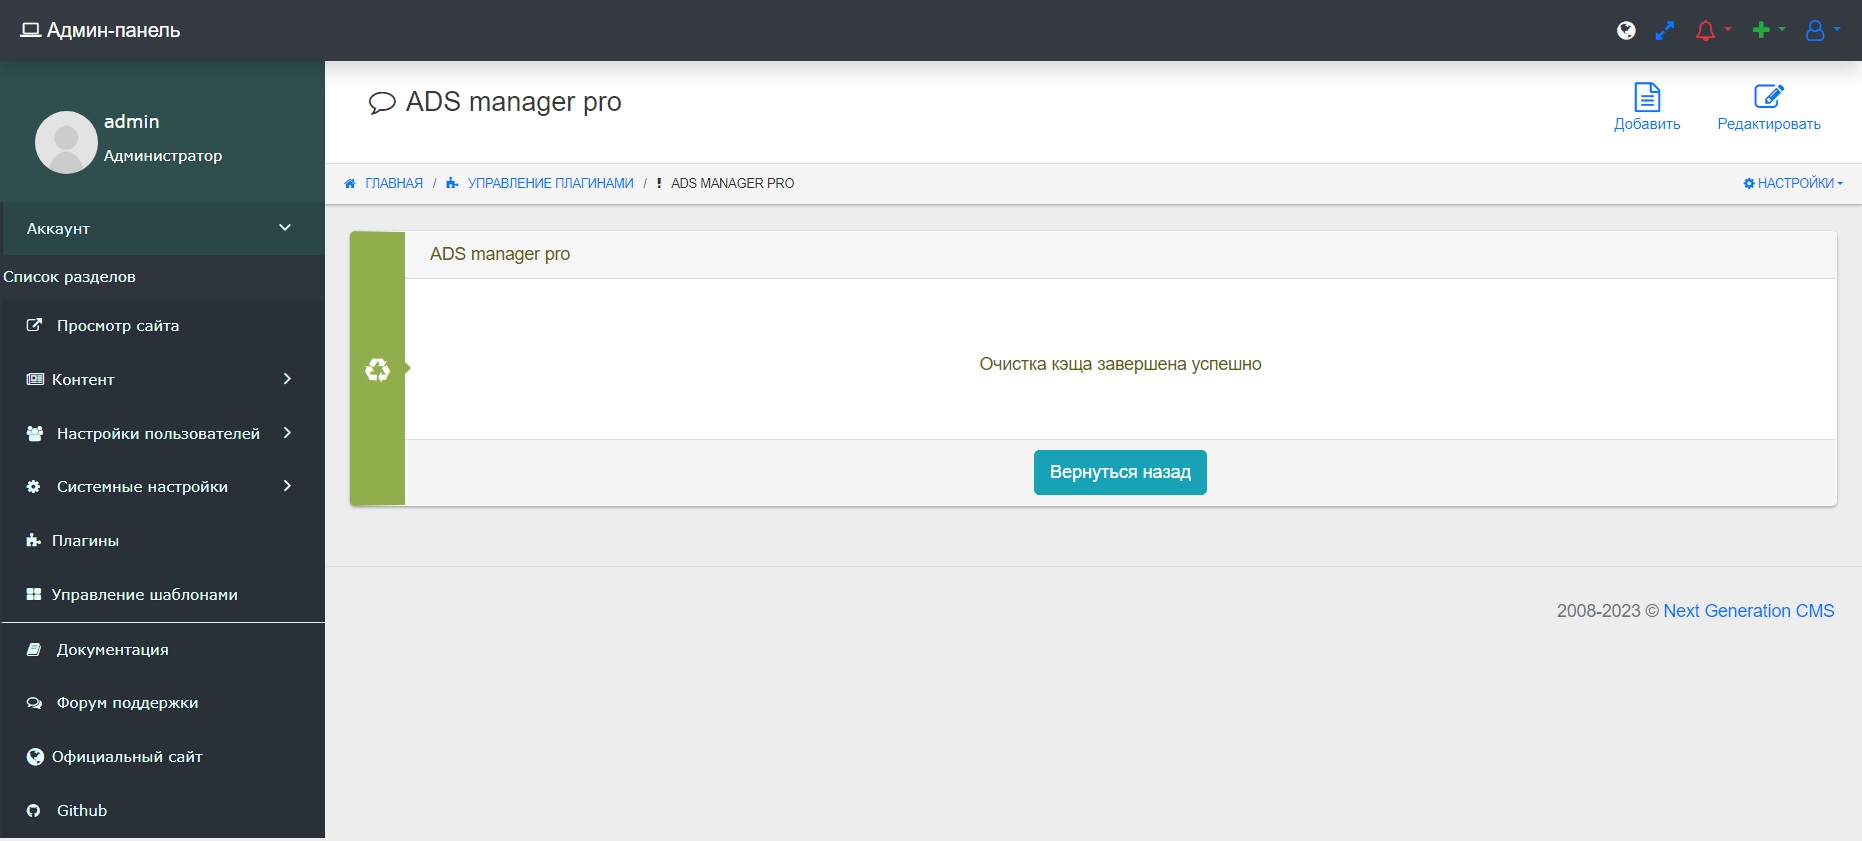 Админ-панель
admin
Администратор
Аккаунт
Список разделов
Просмотр сайта
Контент
Настройки пользователей
Системные настройки
Плагины
Управление шаблонами
Документация
Форум поддержки
Официальный сайт
Github
ADS manager pro
Добавить
Редактировать
ГЛАВНАЯ / УПРАВЛЕНИЕ ПЛАГИНАМИ / ADS MANAGER PRO
НАСТРОЙКИ
ADS manager pro
Очистка кэща завершена успешно
Вернуться назад
2008-2023 © Next Generation CMS